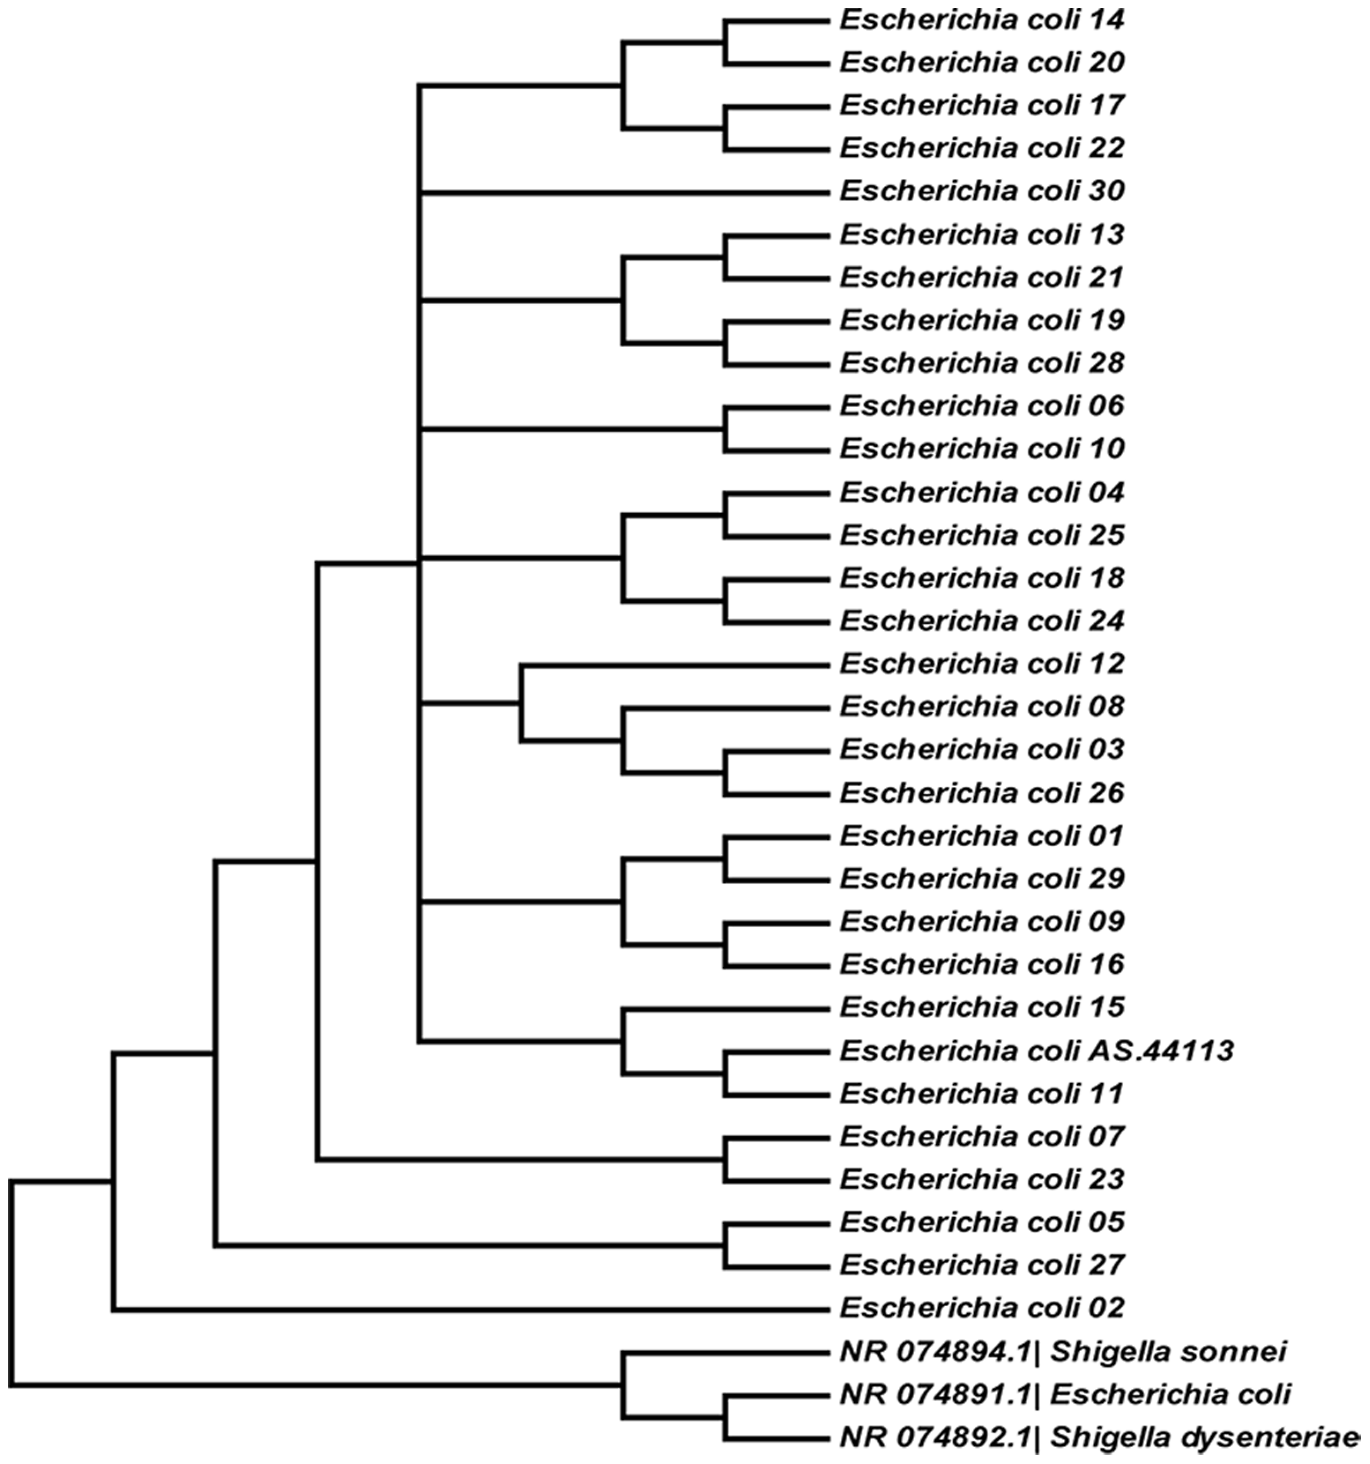 Escherichia coli 14
Escherichia coli 20
Escherichia coli 17
Escherichia coli 22
Escherichia coli 30
Escherichia coli 13
Escherichia coli 21
Escherichia coli 19
Escherichia coli 28
Escherichia coli 06
Escherichia coli 10
Escherichia coli 04
Escherichia coli 25
Escherichia coli 18
Escherichia coli 24
Escherichia coli 12
Escherichia coli 08
Escherichia coli 03
Escherichia coli 26
Escherichia coli 01
Escherichia coli 29
Escherichia coli 09
Escherichia coli 16
Escherichia coli 15
Escherichia coli AS.44113
Escherichia coli 11
Escherichia coli 07
Escherichia coli 23
Escherichia coli 05
Escherichia coli 27
Escherichia coli 02
NR 074894.1| Shigella sonnei
NR 074891.1| Escherichia coli
NR 074892.1| Shigella dysenteriae